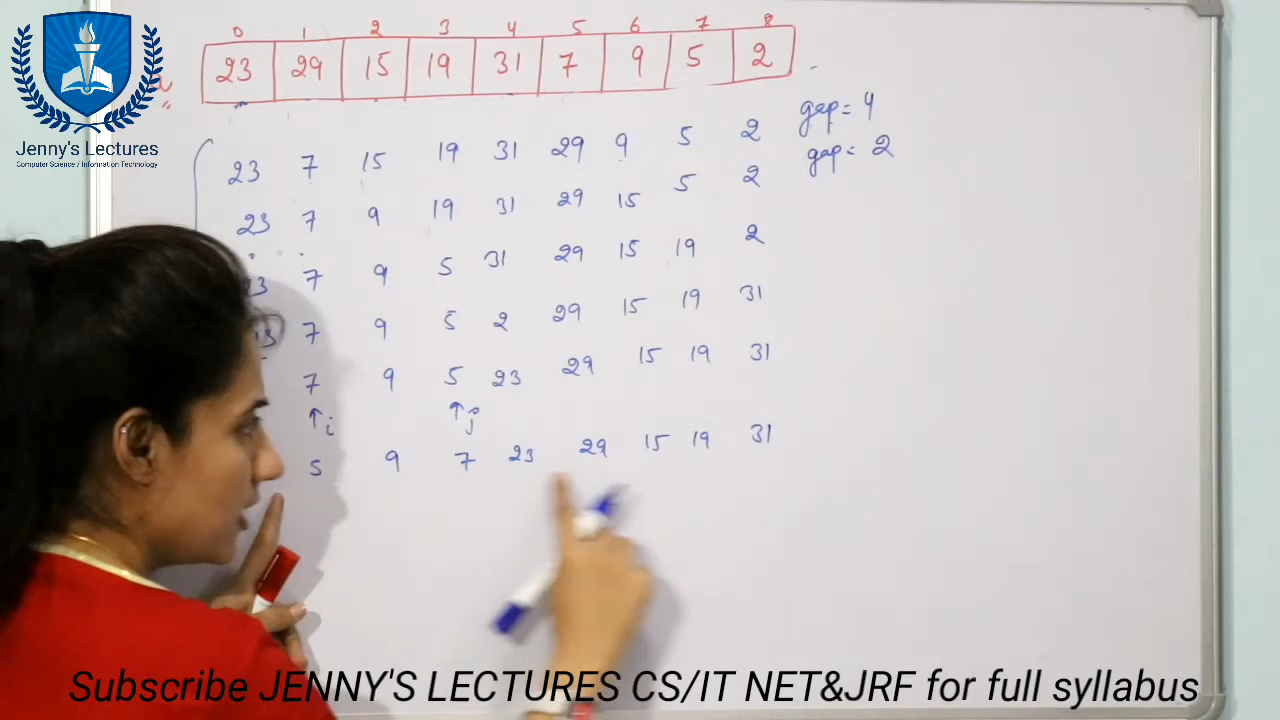 0 1 2 3 4 5 6 7 8
23 29 15 19 31 7 9 5 2
Jenny's Lectures
Computer Science / Information Technology
gap = 4
23 7 15 19 31 29 9 5 2
gap = 2
23 7 9 19 31 29 15 5 2
7 9 5 31 29 15 19 2
7 9 5 2 29 15 19 31
7 9 5 23 29 15 19 31
↑i ↑j
5 9 7 23 29 15 19 31
Subscribe JENNY'S LECTURES CS/IT NET&JRF for full syllabus